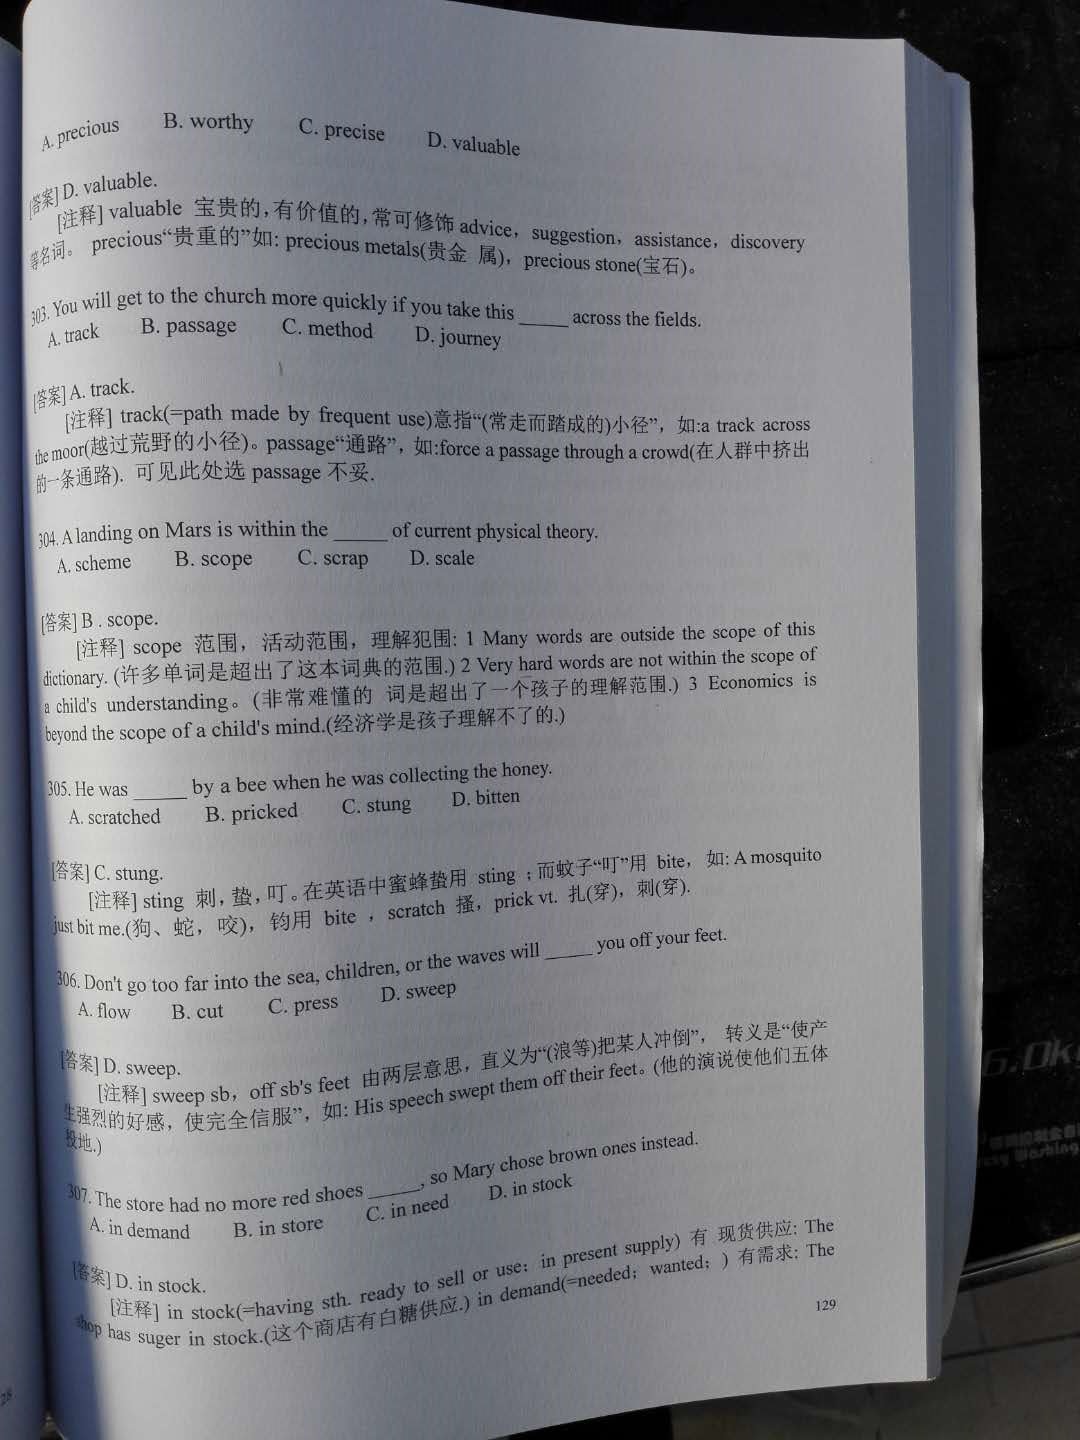 A. precious B. worthy C. precise D. valuable
[答案] D. valuable.
[注释] valuable 宝贵的,有价值的,常可修饰 advice, suggestion, assistance, discovery
等名词。 precious“贵重的”如: precious metals(贵金 属), precious stone(宝石)。
303. You will get to the church more quickly if you take this _____ across the fields.
A. track B. passage C. method D. journey
[答案] A. track.
[注释] track(=path made by frequent use)意指“(常走而踏成的)小径”, 如:a track across
the moor(越过荒野的小径)。passage“通路”, 如:force a passage through a crowd(在人群中挤出
的一条通路). 可见此处选 passage 不妥.
304. A landing on Mars is within the _____ of current physical theory.
A. scheme B. scope C. scrap D. scale
[答案] B . scope.
[注释] scope 范围, 活动范围, 理解犯围: 1 Many words are outside the scope of this
dictionary. (许多单词是超出了这本词典的范围.) 2 Very hard words are not within the scope of
a child's understanding。(非常难懂的 词是超出了一个孩子的理解范围.) 3 Economics is
beyond the scope of a child's mind.(经济学是孩子理解不了的.)
305. He was _____ by a bee when he was collecting the honey.
A. scratched B. pricked C. stung D. bitten
[答案] C. stung.
[注释] sting 刺, 蛰, 叮。在英语中蜜蜂蛰用 sting ; 而蚊子“叮”用 bite, 如: A mosquito
just bit me.(狗、蛇, 咬), 钧用 bite , scratch 搔, prick vt. 扎(穿), 刺(穿).
306. Don't go too far into the sea, children, or the waves will _____ you off your feet.
A. flow B. cut C. press D. sweep
[答案] D. sweep.
[注释] sweep sb, off sb's feet 由两层意思, 直义为“(浪等)把某人冲倒”, 转义是“使产
生强烈的好感, 使完全信服”, 如: His speech swept them off their feet。(他的演说使他们五体
投地.)
307. The store had no more red shoes _____, so Mary chose brown ones instead.
A. in demand B. in store C. in need D. in stock
[答案] D. in stock.
[注释] in stock(=having sth. ready to sell or use; in present supply) 有 现货供应: The
shop has suger in stock.(这个商店有白糖供应.) in demand(=needed; wanted; ) 有需求: The
129